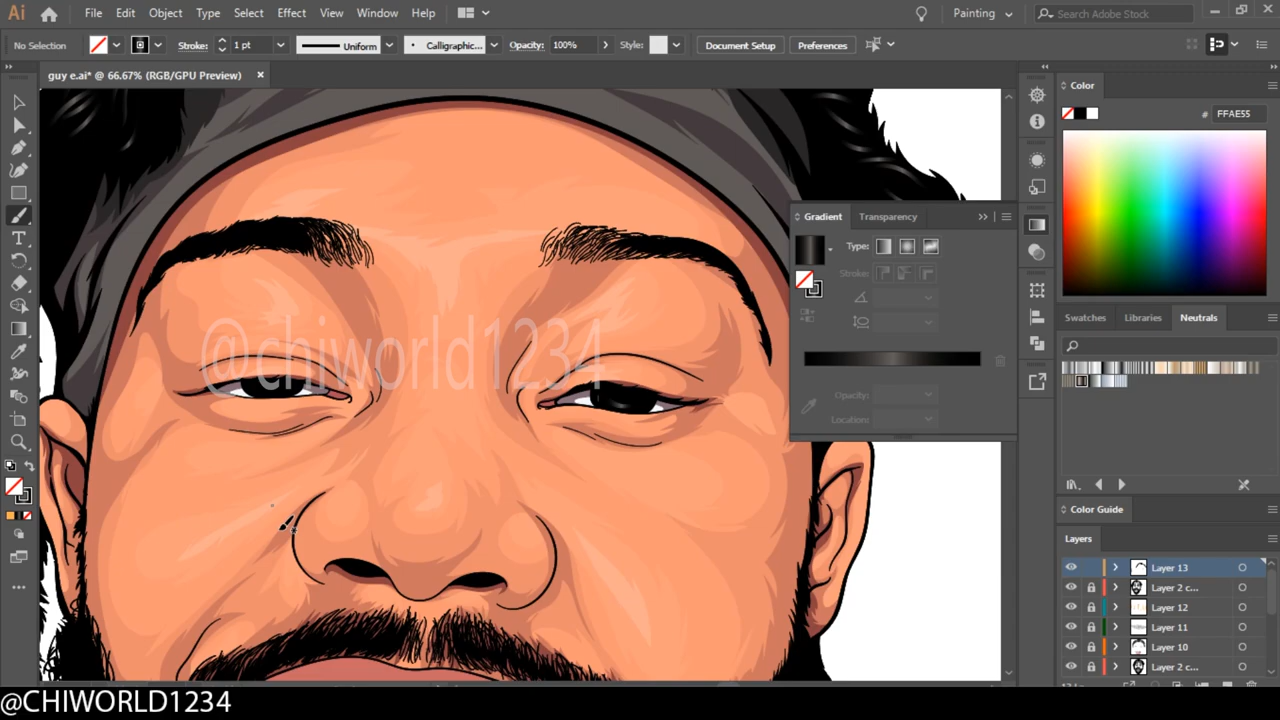 Ai File Edit Object Type Select Effect View Window Help Painting Search Adobe Stock
No Selection Stroke: 1 pt Uniform Calligraphic... Opacity: 100% Style: Document Setup Preferences
guy e.ai* @ 66.67% (RGB/GPU Preview)
Color
# FFAE55
Gradient Transparency
Type:
Stroke:
Opacity:
Location:
Swatches Libraries Neutrals
Color Guide
Layers
Layer 13
Layer 2 c...
Layer 12
Layer 11
Layer 10
Layer 2 c...
@chiworld1234
@CHIWORLD1234